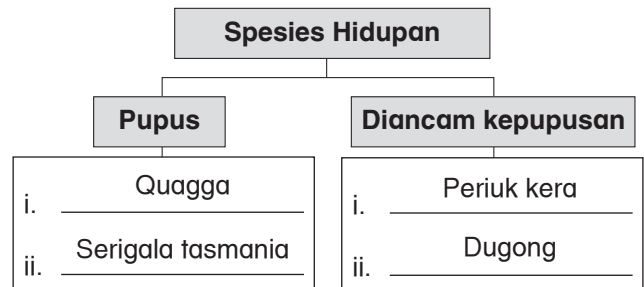 Spesies Hidupan
Pupus
Diancam kepupusan
i. Quagga
ii. Serigala tasmania
i. Periuk kera
ii. Dugong